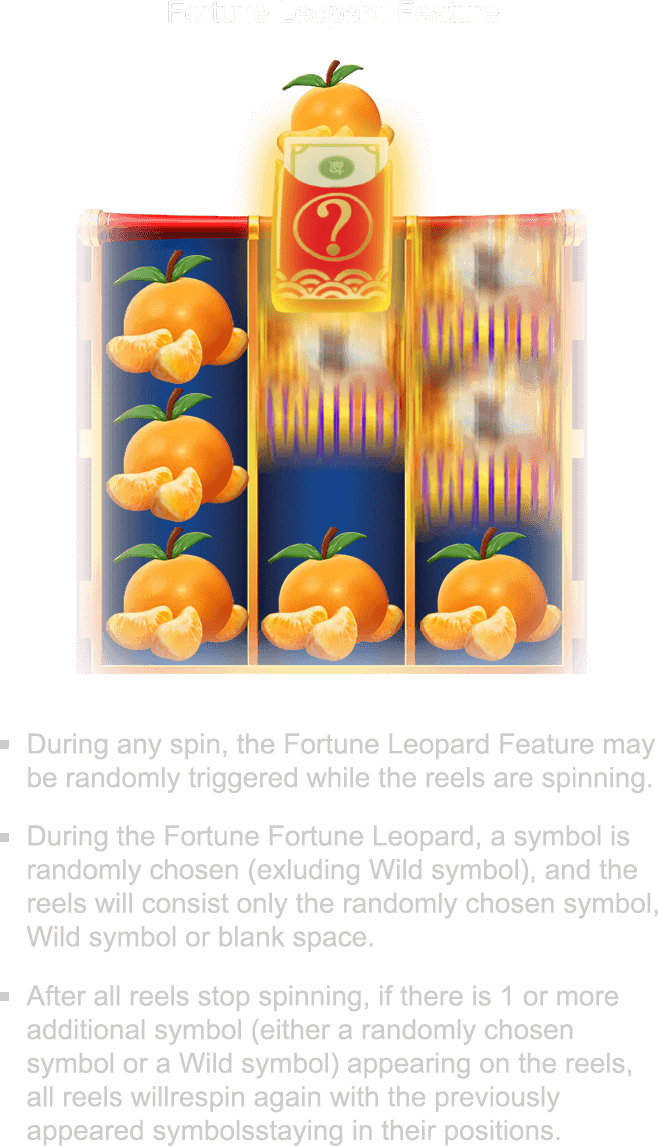 Fortune Leopard Feature
?
During any spin, the Fortune Leopard Feature may
be randomly triggered while the reels are spinning.
During the Fortune Fortune Leopard, a symbol is
randomly chosen (exluding Wild symbol), and the
reels will consist only the randomly chosen symbol,
Wild symbol or blank space.
After all reels stop spinning, if there is 1 or more
additional symbol (either a randomly chosen
symbol or a Wild symbol) appearing on the reels,
all reels willrespin again with the previously
appeared symbolsstaying in their positions.